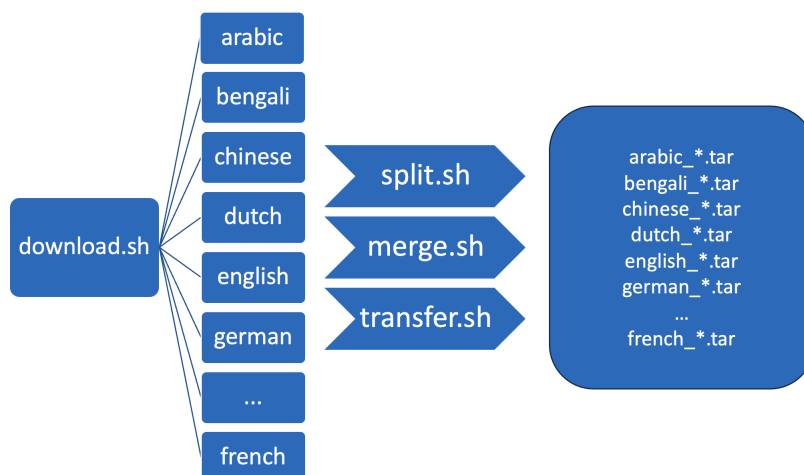 download.sh
arabic
bengali
chinese
dutch
english
german
...
french
split.sh
merge.sh
transfer.sh
arabic_*.tar
bengali_*.tar
chinese_*.tar
dutch_*.tar
english_*.tar
german_*.tar
...
french_*.tar